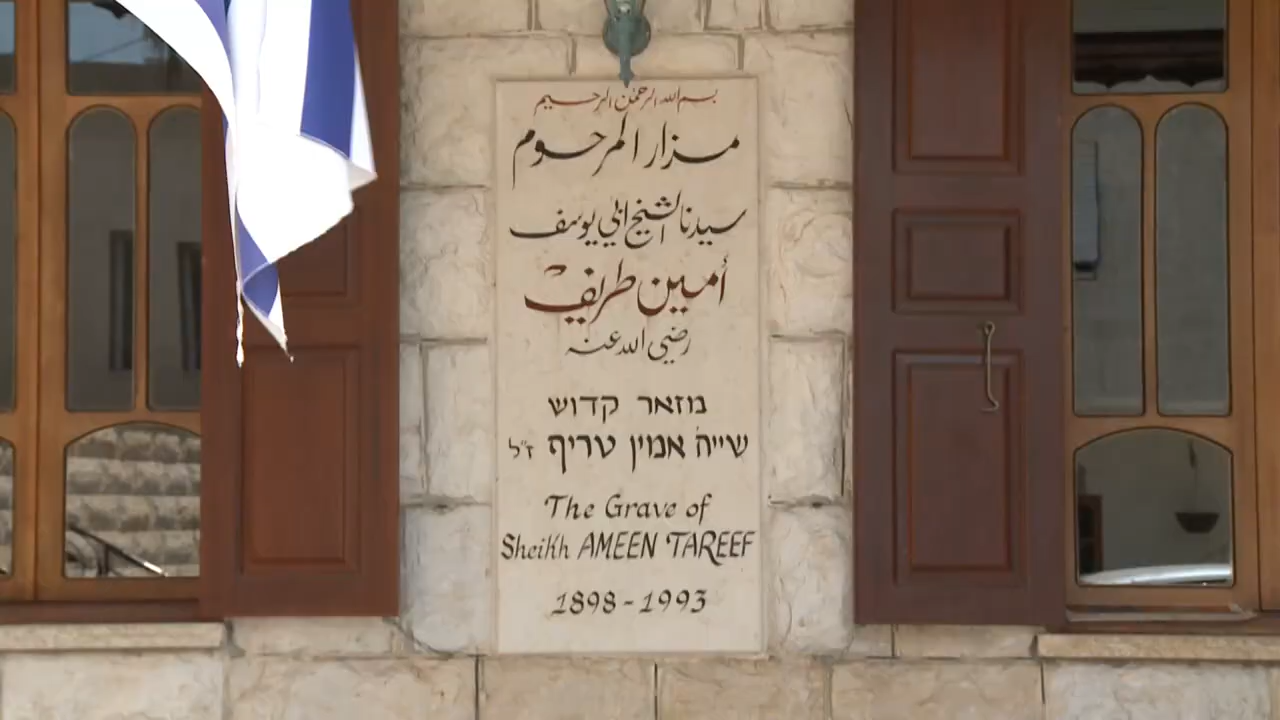 بسم الله الرحمٰن الرحيم
مزار المرحوم
سيدنا الشيخ ابي يوسف
أمين طريف
رضي الله عنه
מזאר קדוש
שייח' אמין טריף ז"ל
The Grave of
Sheikh AMEEN TAREEF
1898-1993